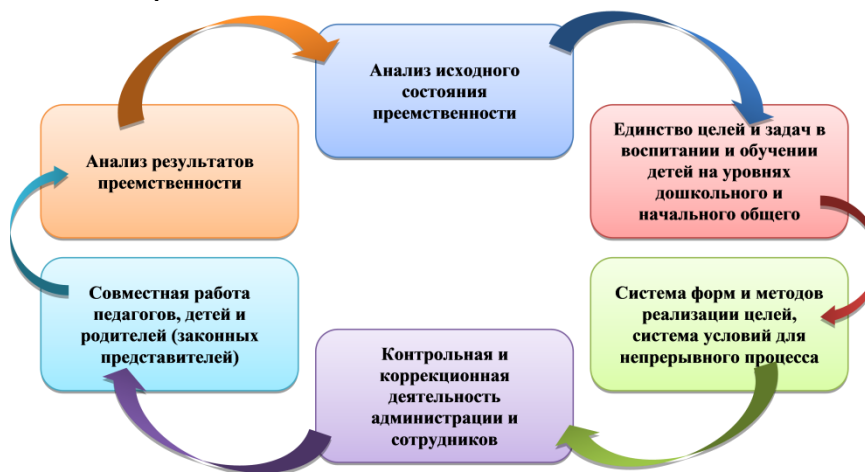 Анализ исходного
состояния
преемственности
Единство целей и задач в
воспитании и обучении
детей на уровнях
дошкольного и
начального общего
Система форм и методов
реализации целей,
система условий для
непрерывного процесса
Контрольная и
коррекционная
деятельность
администрации и
сотрудников
Совместная работа
педагогов, детей и
родителей (законных
представителей)
Анализ результатов
преемственности